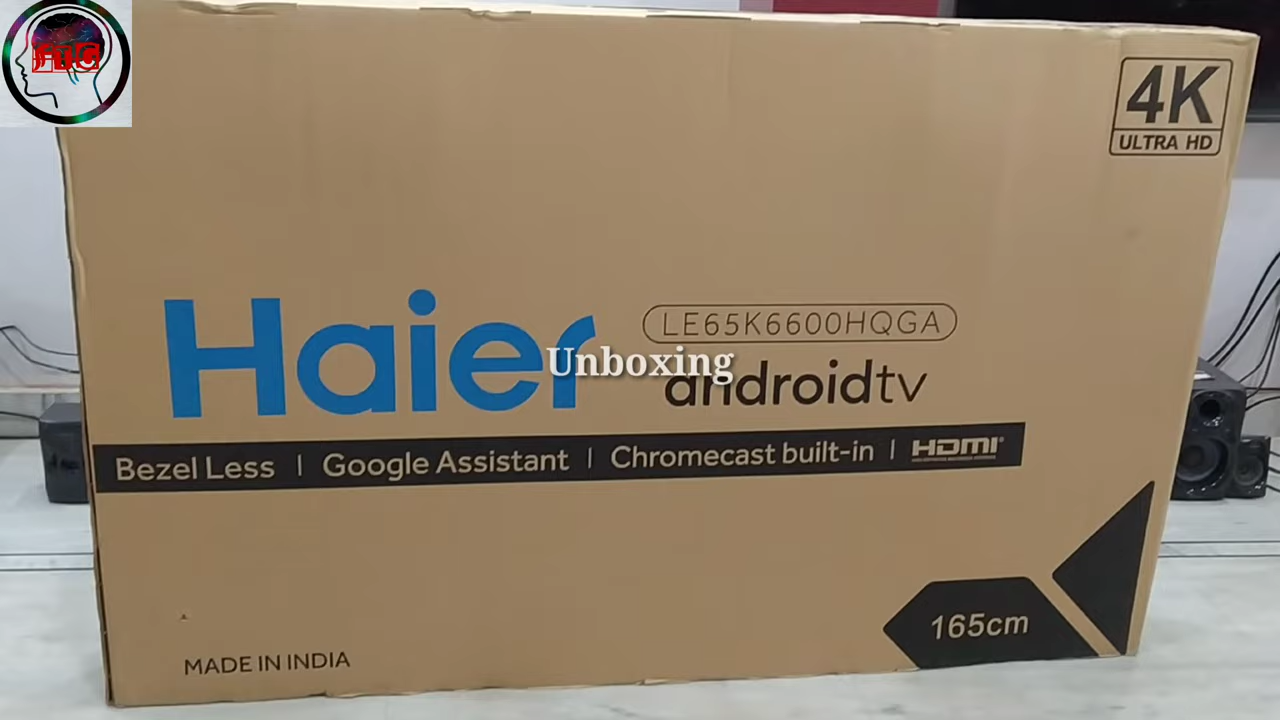 FTC
4K
ULTRA HD
Haier
LE65K6600HQGA
Unboxing
androidtv
Bezel Less | Google Assistant | Chromecast built-in | HDMI
165cm
MADE IN INDIA